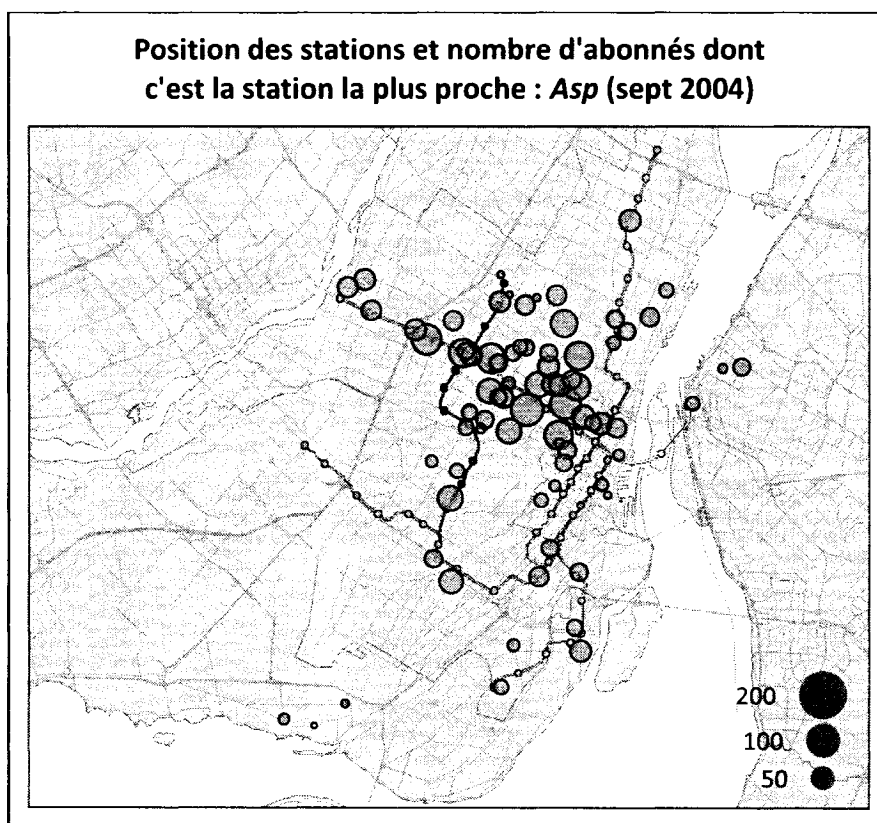 Position des stations et nombre d'abonnés dont
c'est la station la plus proche : Asp (sept 2004)
200
100
50